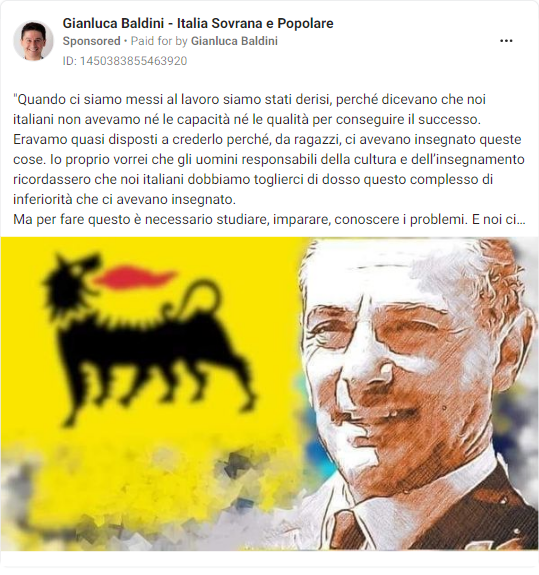 Gianluca Baldini - Italia Sovrana e Popolare
Sponsored • Paid for by Gianluca Baldini
ID: 1450383855463920
"Quando ci siamo messi al lavoro siamo stati derisi, perché dicevano che noi
italiani non avevamo né le capacità né le qualità per conseguire il successo.
Eravamo quasi disposti a crederlo perché, da ragazzi, ci avevano insegnato queste
cose. Io proprio vorrei che gli uomini responsabili della cultura e dell’insegnamento
ricordassero che noi italiani dobbiamo toglierci di dosso questo complesso di
inferiorità che ci avevano insegnato.
Ma per fare questo è necessario studiare, imparare, conoscere i problemi. E noi ci...